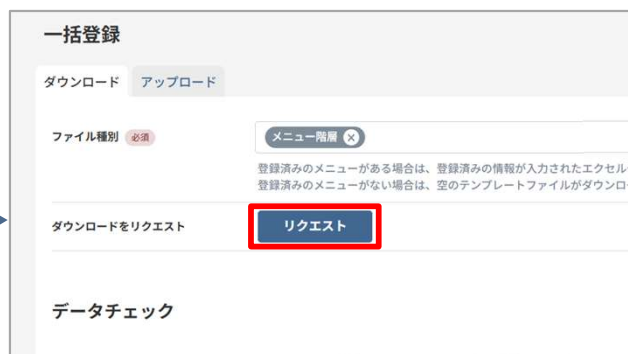 一括登録
ダウンロード アップロード
ファイル種別 必須 メニュー階層
登録済みのメニューがある場合は、登録済みの情報が入力されたエクセル
登録済みのメニューがない場合は、空のテンプレートファイルがダウンロ
ダウンロードをリクエスト リクエスト
データチェック